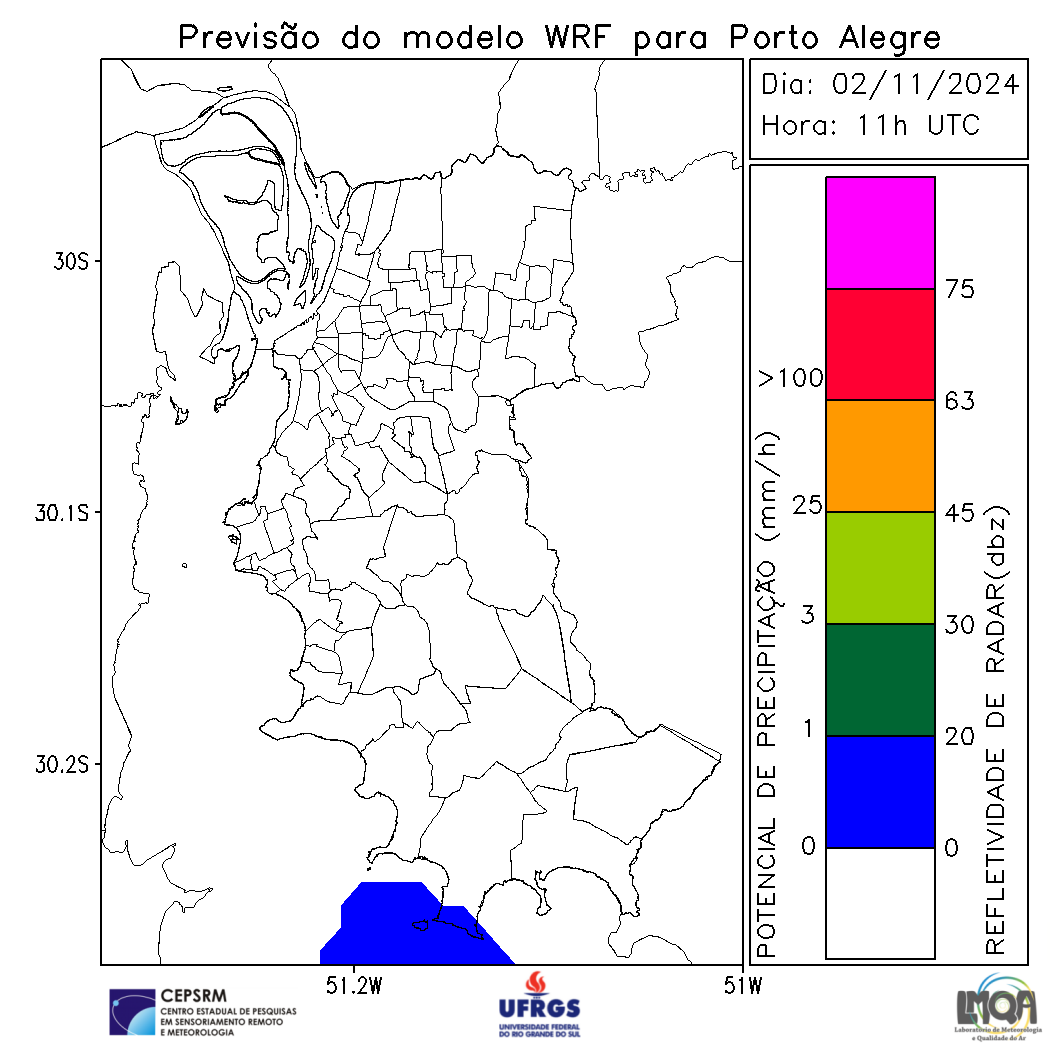 Previsão do modelo WRF para Porto Alegre
Dia: 02/11/2024
Hora: 11h UTC
30S
30.1S
30.2S
51.2W
51W
POTENCIAL DE PRECIPITAÇÃO (mm/h)
>100
25
3
1
0
75
63
45
30
20
0
REFLETIVIDADE DE RADAR(dbz)
CEPSRM
CENTRO ESTADUAL DE PESQUISAS
EM SENSORIAMENTO REMOTO
E METEOROLOGIA
UFRGS
UNIVERSIDADE FEDERAL
DO RIO GRANDE DO SUL
LMQA
Laboratório de Meteorologia
e Qualidade do Ar